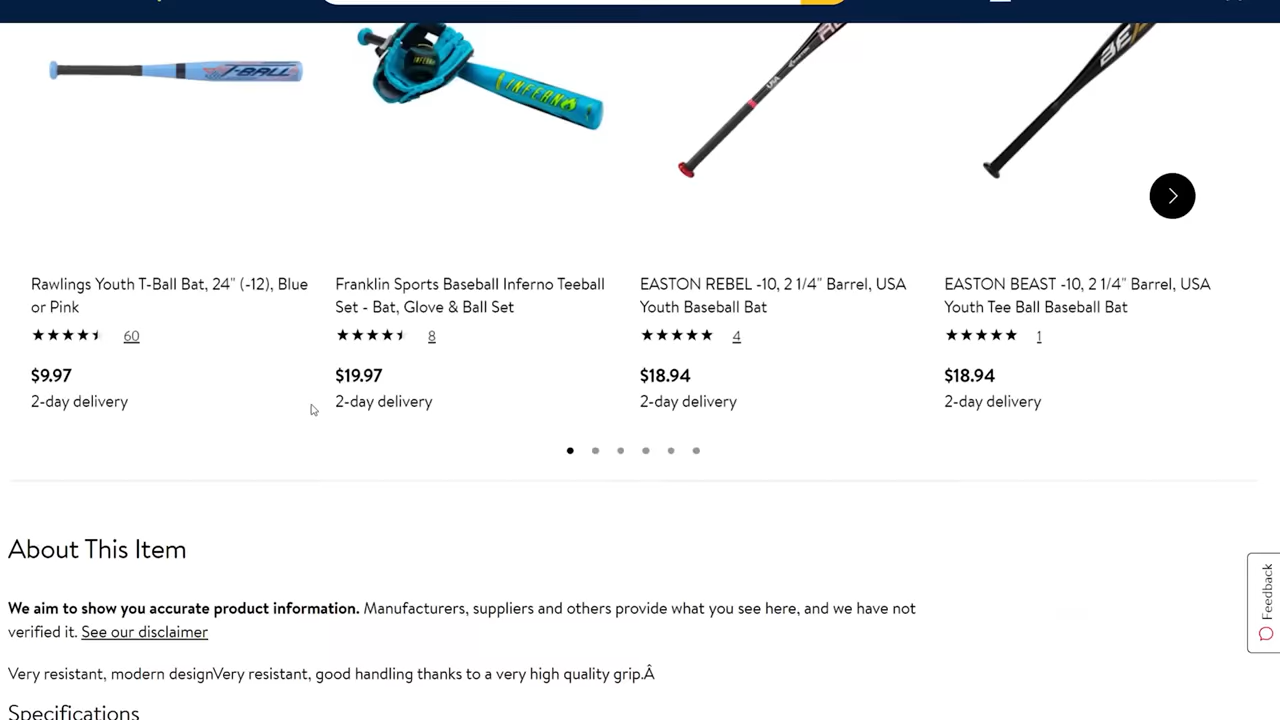 T-BALL
INFERNO
INFERNO
USA
EASTON
Rawlings Youth T-Ball Bat, 24" (-12), Blue
or Pink
Franklin Sports Baseball Inferno Teeball
Set - Bat, Glove & Ball Set
EASTON REBEL -10, 2 1/4" Barrel, USA
Youth Baseball Bat
EASTON BEAST -10, 2 1/4" Barrel, USA
Youth Tee Ball Baseball Bat
60
8
4
1
$9.97
$19.97
$18.94
$18.94
2-day delivery
2-day delivery
2-day delivery
2-day delivery
About This Item
We aim to show you accurate product information. Manufacturers, suppliers and others provide what you see here, and we have not
verified it. See our disclaimer
Very resistant, modern designVery resistant, good handling thanks to a very high quality grip.Â
Specifications
Feedback